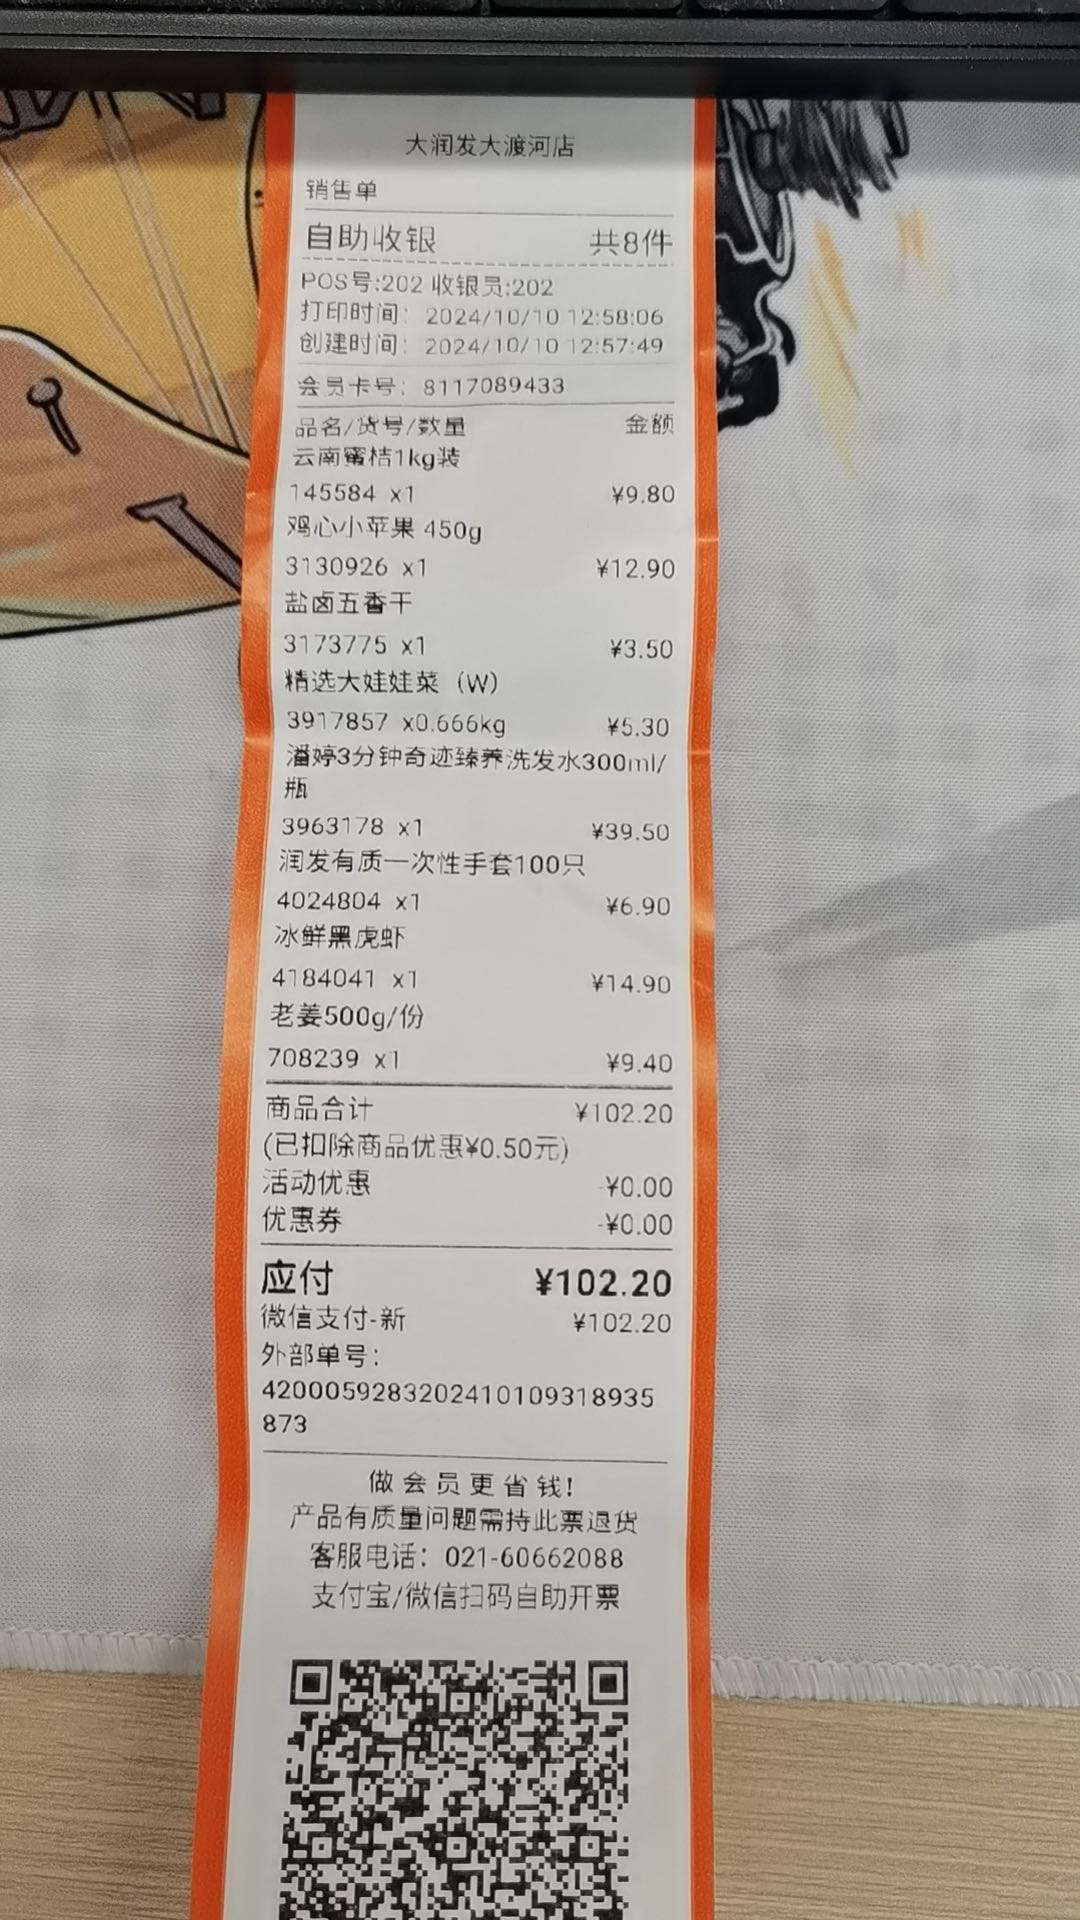 大润发大渡河店
销售单
自助收银 共8件
POS号:202 收银员:202
打印时间: 2024/10/10 12:58:06
创建时间: 2024/10/10 12:57:49
会员卡号: 8117089433
品名/货号/数量 金额
云南蜜桔1kg装
145584 x1 ¥9.80
鸡心小苹果 450g
3130926 x1 ¥12.90
盐卤五香干
3173775 x1 ¥3.50
精选大娃娃菜（W）
3917857 x0.666kg ¥5.30
潘婷3分钟奇迹臻养洗发水300ml/
瓶
3963178 x1 ¥39.50
润发有质一次性手套100只
4024804 x1 ¥6.90
冰鲜黑虎虾
4184041 x1 ¥14.90
老姜500g/份
708239 x1 ¥9.40
商品合计 ¥102.20
(已扣除商品优惠¥0.50元)
活动优惠 -¥0.00
优惠券 -¥0.00
应付 ¥102.20
微信支付-新 ¥102.20
外部单号:
4200059283202410109318935
873
做会员更省钱!
产品有质量问题需持此票退货
客服电话: 021-60662088
支付宝/微信扫码自助开票